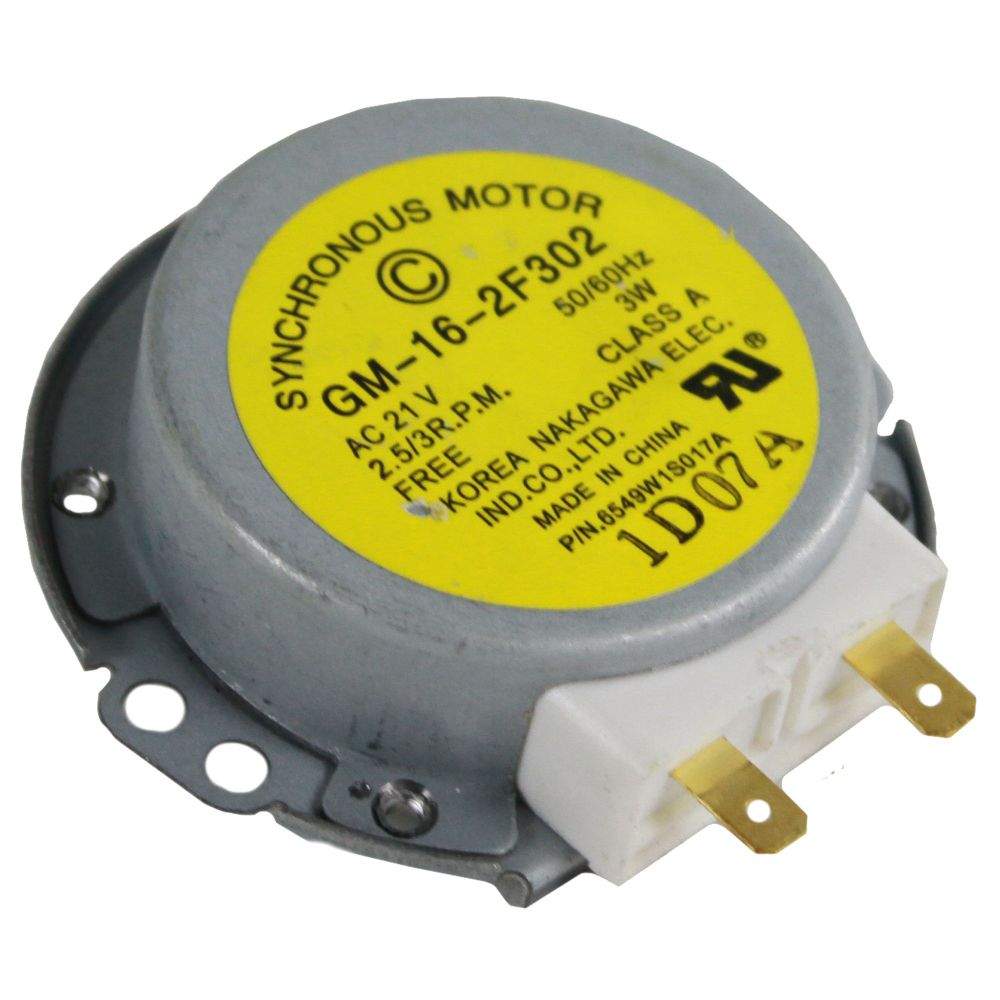 SYNCHRONOUS MOTOR
©
GM-16-2F302
AC 21V 50/60Hz
2.5/3R.P.M. 3W
FREE CLASS A
KOREA NAKAGAWA ELEC.
IND.CO.,LTD.
MADE IN CHINA
P/N.6549W1S017A
1D07A